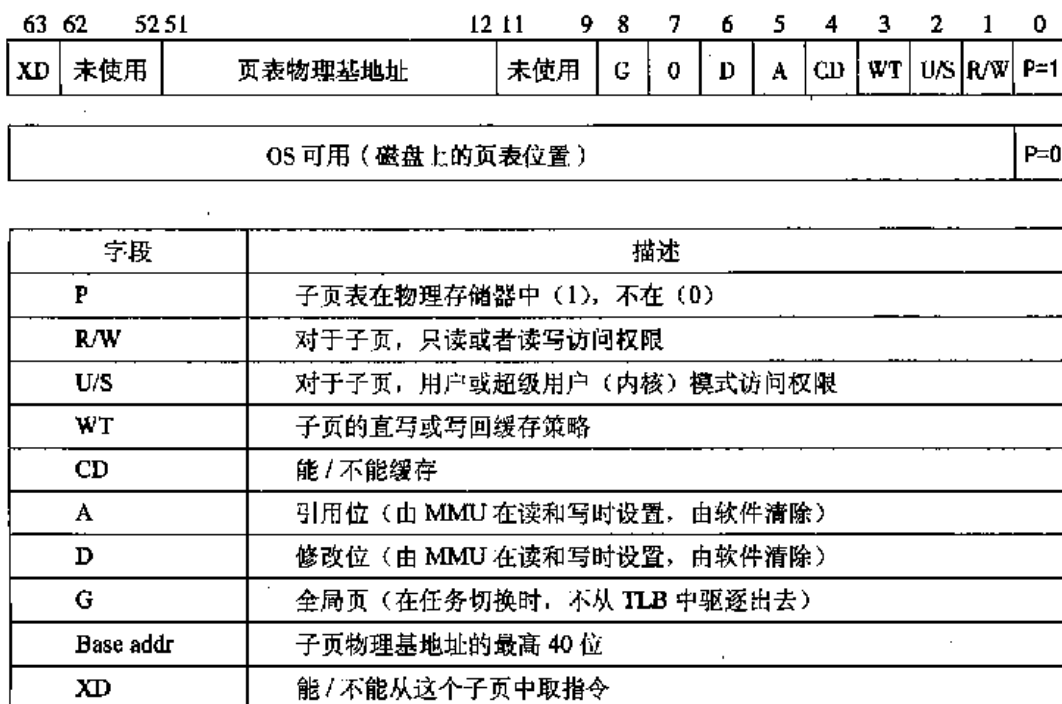 63 62 52 51 12 11 9 8 7 6 5 4 3 2 1 0
XD 未使用 页表物理基地址 未使用 G 0 D A CD WT U/S R/W P=1
OS 可用（磁盘上的页表位置） P=0
字段 描述
P 子页表在物理存储器中（1），不在（0）
R/W 对于子页，只读或者读写访问权限
U/S 对于子页，用户或超级用户（内核）模式访问权限
WT 子页的直写或写回缓存策略
CD 能 / 不能缓存
A 引用位（由 MMU 在读和写时设置，由软件清除）
D 修改位（由 MMU 在读和写时设置，由软件清除）
G 全局页（在任务切换时，不从 TLB 中驱逐出去）
Base addr 子页物理基地址的最高 40 位
XD 能 / 不能从这个子页中取指令